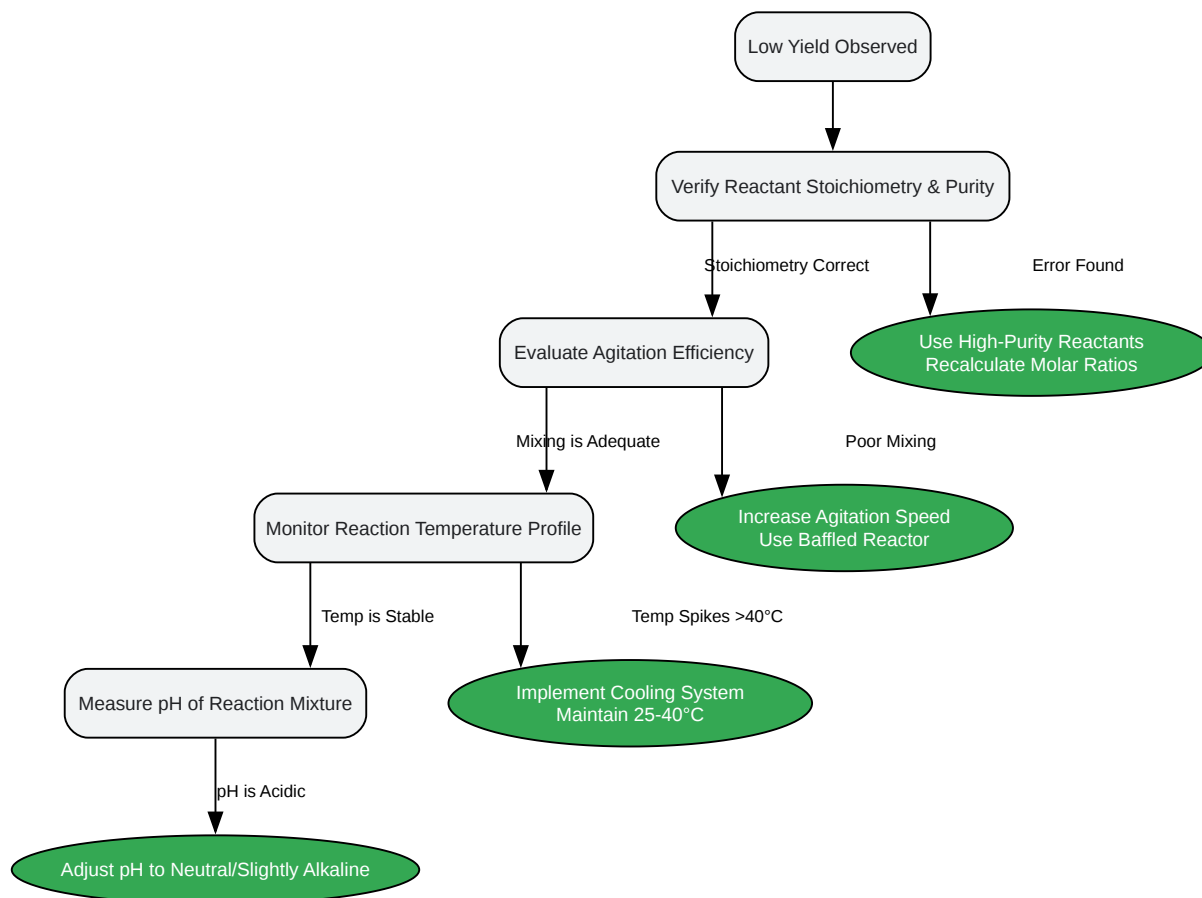 Low Yield Observed
Verify Reactant Stoichiometry & Purity
Stoichiometry Correct
Error Found
Evaluate Agitation Efficiency
Use High-Purity Reactants
Recalculate Molar Ratios
Mixing is Adequate
Poor Mixing
Monitor Reaction Temperature Profile
Increase Agitation Speed
Use Baffled Reactor
Temp is Stable
Temp Spikes >40°C
Measure pH of Reaction Mixture
Implement Cooling System
Maintain 25-40°C
pH is Acidic
Adjust pH to Neutral/Slightly Alkaline